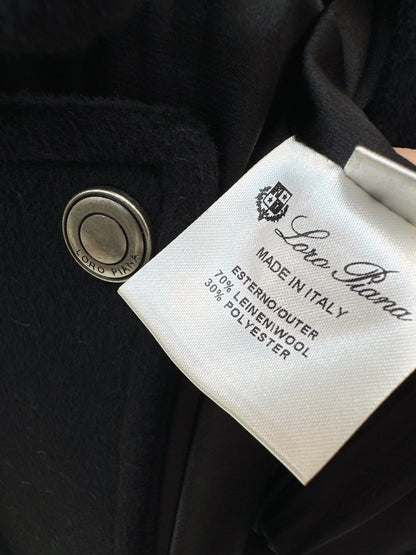 LORO PIANA
Loro Piana
MADE IN ITALY
ESTERNO/OUTER
70% LEINEN\WOOL
30% POLYESTER